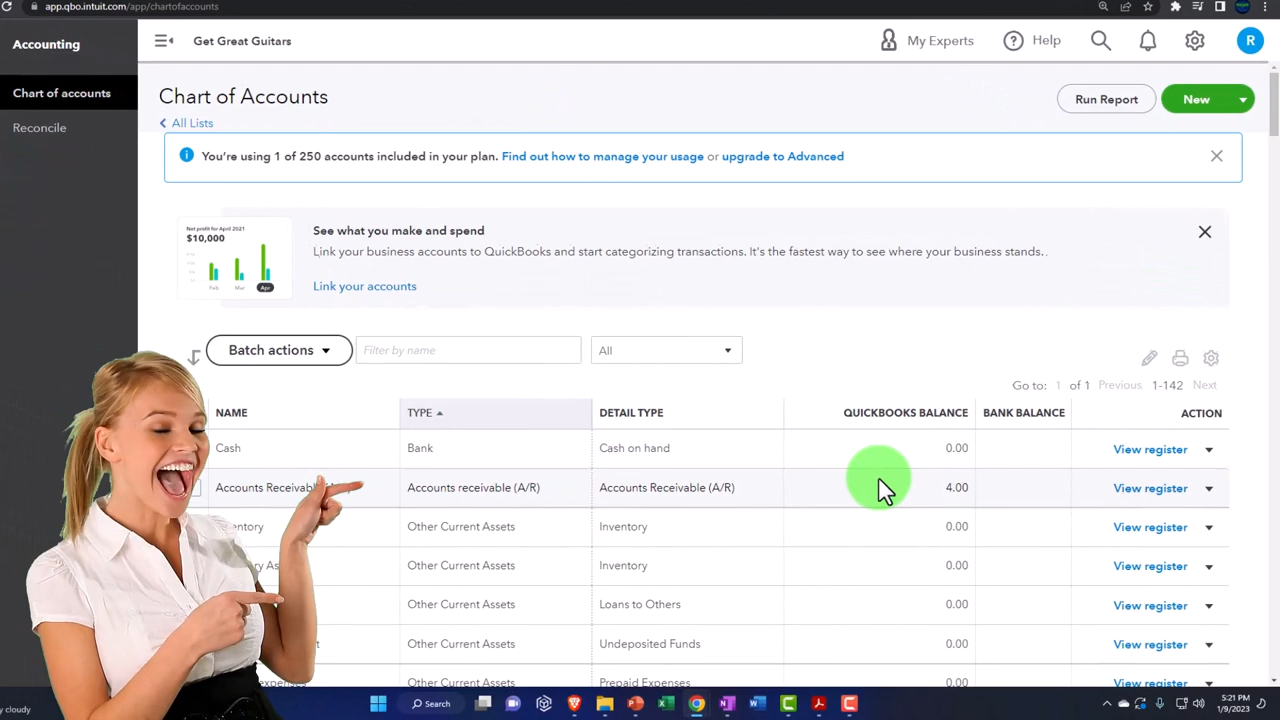 app.qbo.intuit.com/app/chartofaccounts
Accounting
Get Great Guitars
My Experts
Help
R
Chart of accounts
Reconcile
Chart of Accounts
All Lists
Run Report
New
You're using 1 of 250 accounts included in your plan. Find out how to manage your usage or upgrade to Advanced
Net profit for April 2021
$10,000
Feb Mar Apr
See what you make and spend
Link your business accounts to QuickBooks and start categorizing transactions. It's the fastest way to see where your business stands.
Link your accounts
Batch actions
Filter by name
All
Go to: 1 of 1 Previous 1-142 Next
NAME TYPE DETAIL TYPE QUICKBOOKS BALANCE BANK BALANCE ACTION
Cash Bank Cash on hand 0.00 View register
Accounts Accounts receivable (A/R) Accounts Receivable (A/R) 4.00 View register
Other Current Assets Inventory 0.00 View register
Other Current Assets Inventory 0.00 View register
Other Current Assets Loans to Others 0.00 View register
Other Current Assets Undeposited Funds 0.00 View register
Other Current Assets Prepaid Expenses 0.00 View register
cloudy
Search
5:21 PM
1/9/2023